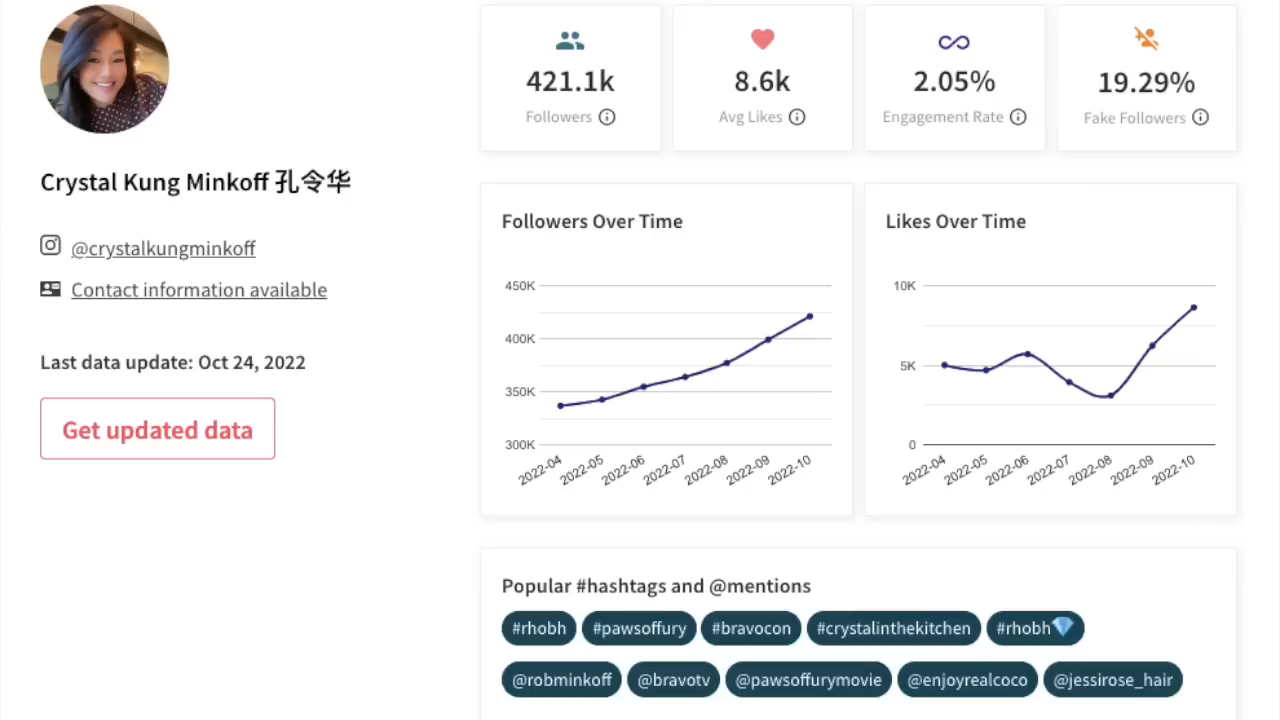 Crystal Kung Minkoff 孔令华
@crystalkungminkoff
Contact information available
Last data update: Oct 24, 2022
Get updated data
421.1k
Followers
8.6k
Avg Likes
2.05%
Engagement Rate
19.29%
Fake Followers
Followers Over Time
450K
400K
350K
300K
2022-04 2022-05 2022-06 2022-07 2022-08 2022-09 2022-10
Likes Over Time
10K
5K
0
2022-04 2022-05 2022-06 2022-07 2022-08 2022-09 2022-10
Popular #hashtags and @mentions
#rhobh #pawsoffury #bravocon #crystalinthekitchen #rhobh💎
@robminkoff @bravotv @pawsoffurymovie @enjoyrealcoco @jessirose_hair